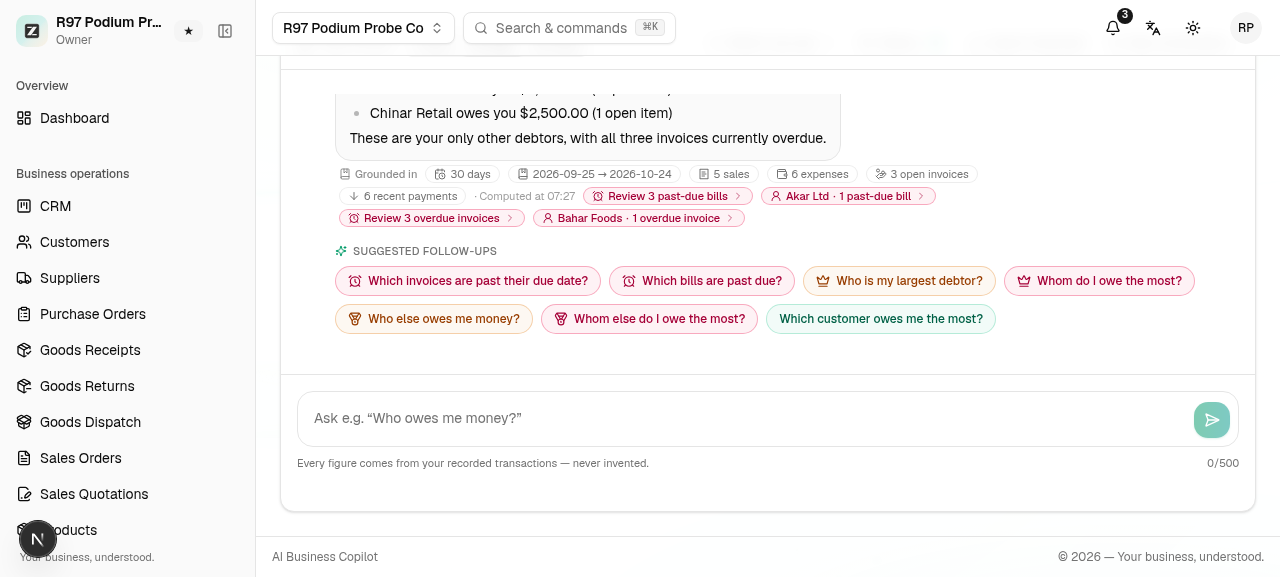 R97 Podium Pr...
Owner
★
R97 Podium Probe Co
Search & commands
⌘K
3
RP
Overview
Dashboard
Business operations
CRM
Customers
Suppliers
Purchase Orders
Goods Receipts
Goods Returns
Goods Dispatch
Sales Orders
Sales Quotations
oducts
N
business, understood.
Chinar Retail owes you $2,500.00 (1 open item)
These are your only other debtors, with all three invoices currently overdue.
Grounded in 30 days 2026-09-25 → 2026-10-24 5 sales 6 expenses 3 open invoices
6 recent payments · Computed at 07:27 Review 3 past-due bills Akar Ltd · 1 past-due bill
Review 3 overdue invoices Bahar Foods · 1 overdue invoice
SUGGESTED FOLLOW-UPS
Which invoices are past their due date? Which bills are past due? Who is my largest debtor? Whom do I owe the most?
Who else owes me money? Whom else do I owe the most? Which customer owes me the most?
Ask e.g. “Who owes me money?”
Every figure comes from your recorded transactions — never invented.
0/500
AI Business Copilot
© 2026 — Your business, understood.